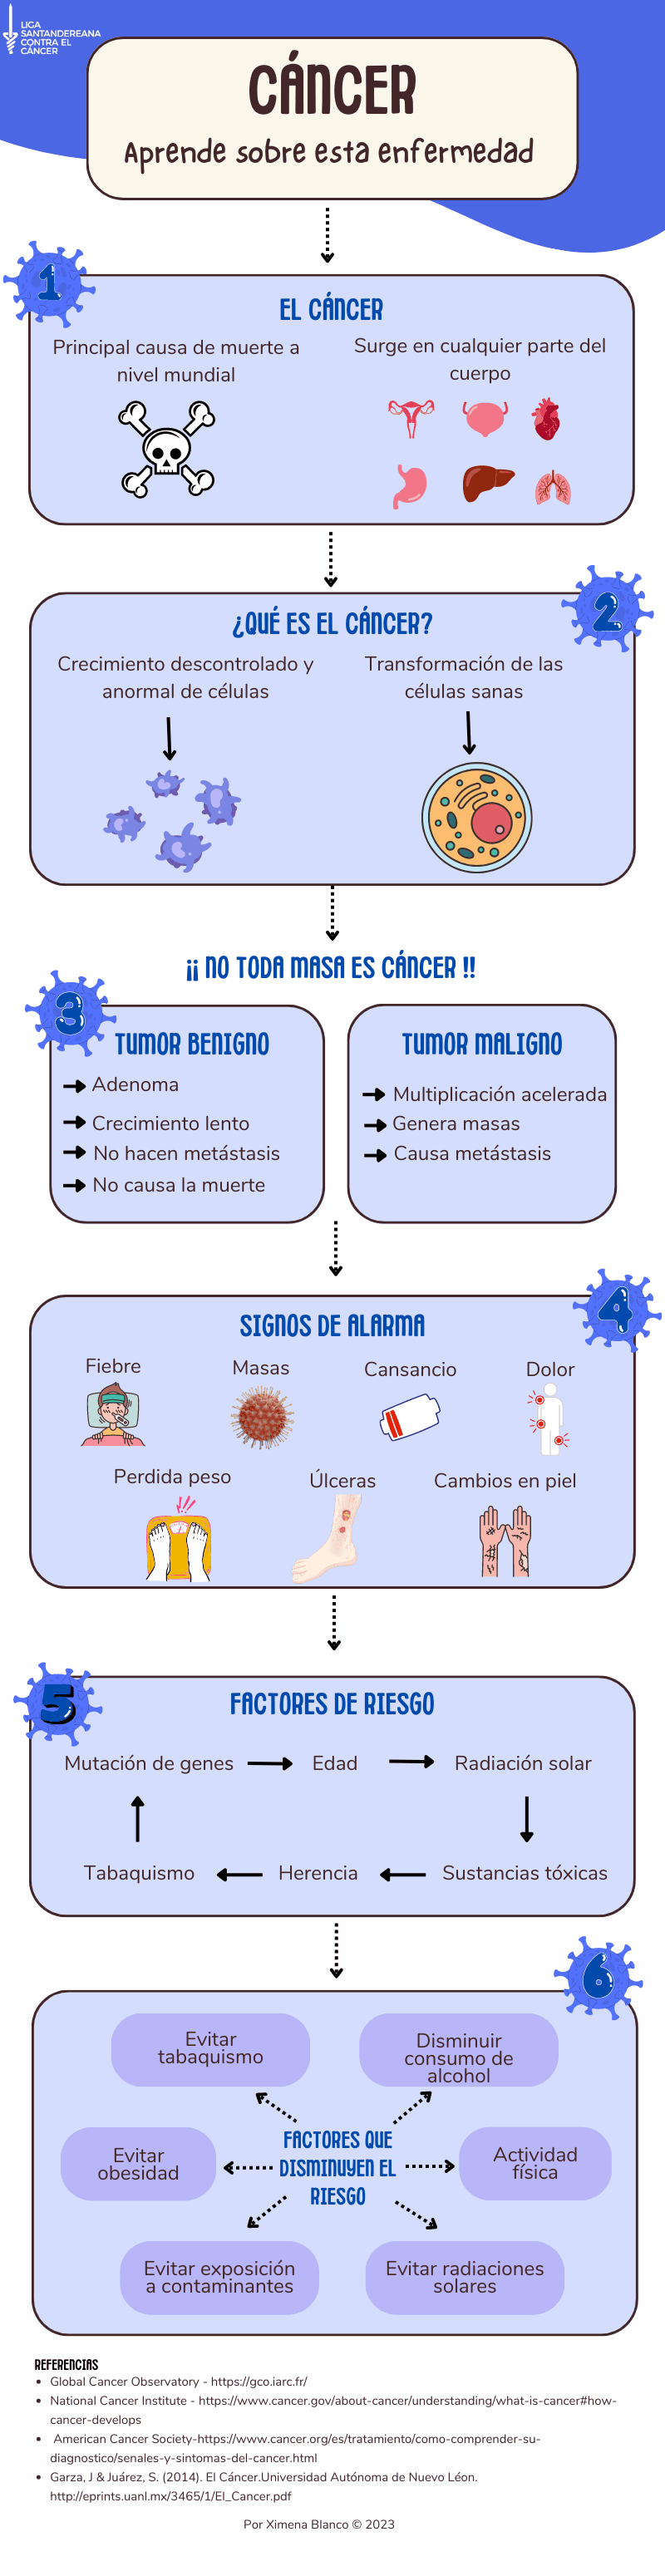 LIGA
SANTANDEREANA
CONTRA EL
CÁNCER
CÁNCER
Aprende sobre esta enfermedad
1
EL CÁNCER
Principal causa de muerte a
nivel mundial
Surge en cualquier parte del
cuerpo
2
¿QUÉ ES EL CÁNCER?
Crecimiento descontrolado y
anormal de células
Transformación de las
células sanas
¡¡ NO TODA MASA ES CÁNCER !!
3
TUMOR BENIGNO
Adenoma
Crecimiento lento
No hacen metástasis
No causa la muerte
TUMOR MALIGNO
Multiplicación acelerada
Genera masas
Causa metástasis
4
SIGNOS DE ALARMA
Fiebre
Masas
Cansancio
Dolor
Perdida peso
Úlceras
Cambios en piel
5
FACTORES DE RIESGO
Mutación de genes
Edad
Radiación solar
Tabaquismo
Herencia
Sustancias tóxicas
6
Evitar
tabaquismo
Disminuir
consumo de
alcohol
FACTORES QUE
DISMINUYEN EL
RIESGO
Evitar
obesidad
Actividad
física
Evitar exposición
a contaminantes
Evitar radiaciones
solares
REFERENCIAS
• Global Cancer Observatory - https://gco.iarc.fr/
• National Cancer Institute - https://www.cancer.gov/about-cancer/understanding/what-is-cancer#how-
cancer-develops
• American Cancer Society-https://www.cancer.org/es/tratamiento/como-comprender-su-
diagnostico/senales-y-sintomas-del-cancer.html
• Garza, J & Juárez, S. (2014). El Cáncer.Universidad Autónoma de Nuevo Léon.
http://eprints.uanl.mx/3465/1/El_Cancer.pdf
Por Ximena Blanco © 2023